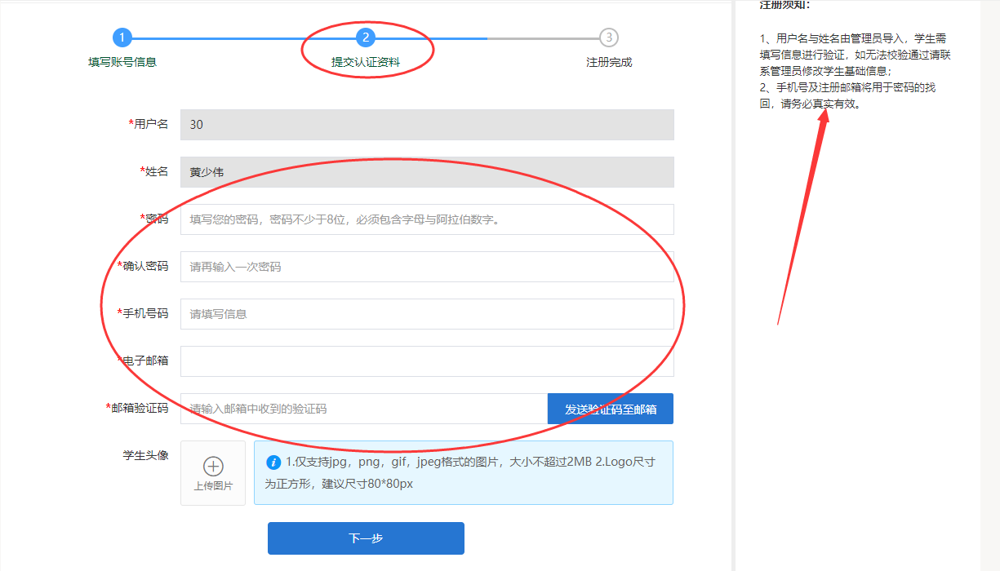 1
2
3
填写账号信息
提交认证资料
注册完成
*用户名
30
*姓名
黄少伟
*密码
填写您的密码，密码不少于8位，必须包含字母与阿拉伯数字。
*确认密码
请再输入一次密码
*手机号码
请填写信息
*电子邮箱
*邮箱验证码
请输入邮箱中收到的验证码
发送验证码至邮箱
学生头像
上传图片
1.仅支持jpg，png，gif，jpeg格式的图片，大小不超过2MB 2.Logo尺寸
为正方形，建议尺寸80*80px
下一步
注册须知：
1、用户名与姓名由管理员导入，学生需
填写信息进行验证，如无法校验通过请联
系管理员修改学生基础信息；
2、手机号及注册邮箱将用于密码的找
回，请务必真实有效。